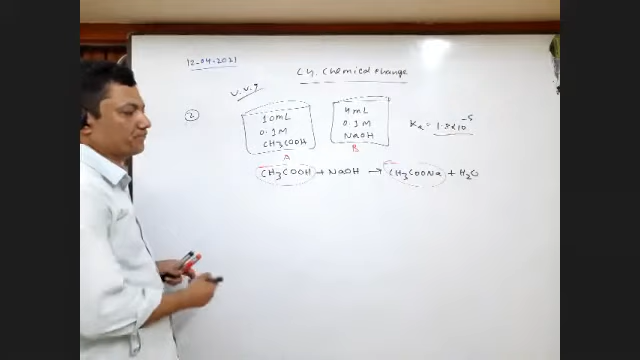 12-04-2021
Ch. Chemical change
v.v.I
2
10mL
0.1M
CH3COOH
A
4mL
0.1M
NaOH
B
Ka = 1.8×10⁻⁵
CH3COOH + NaOH → CH3COONa + H2O